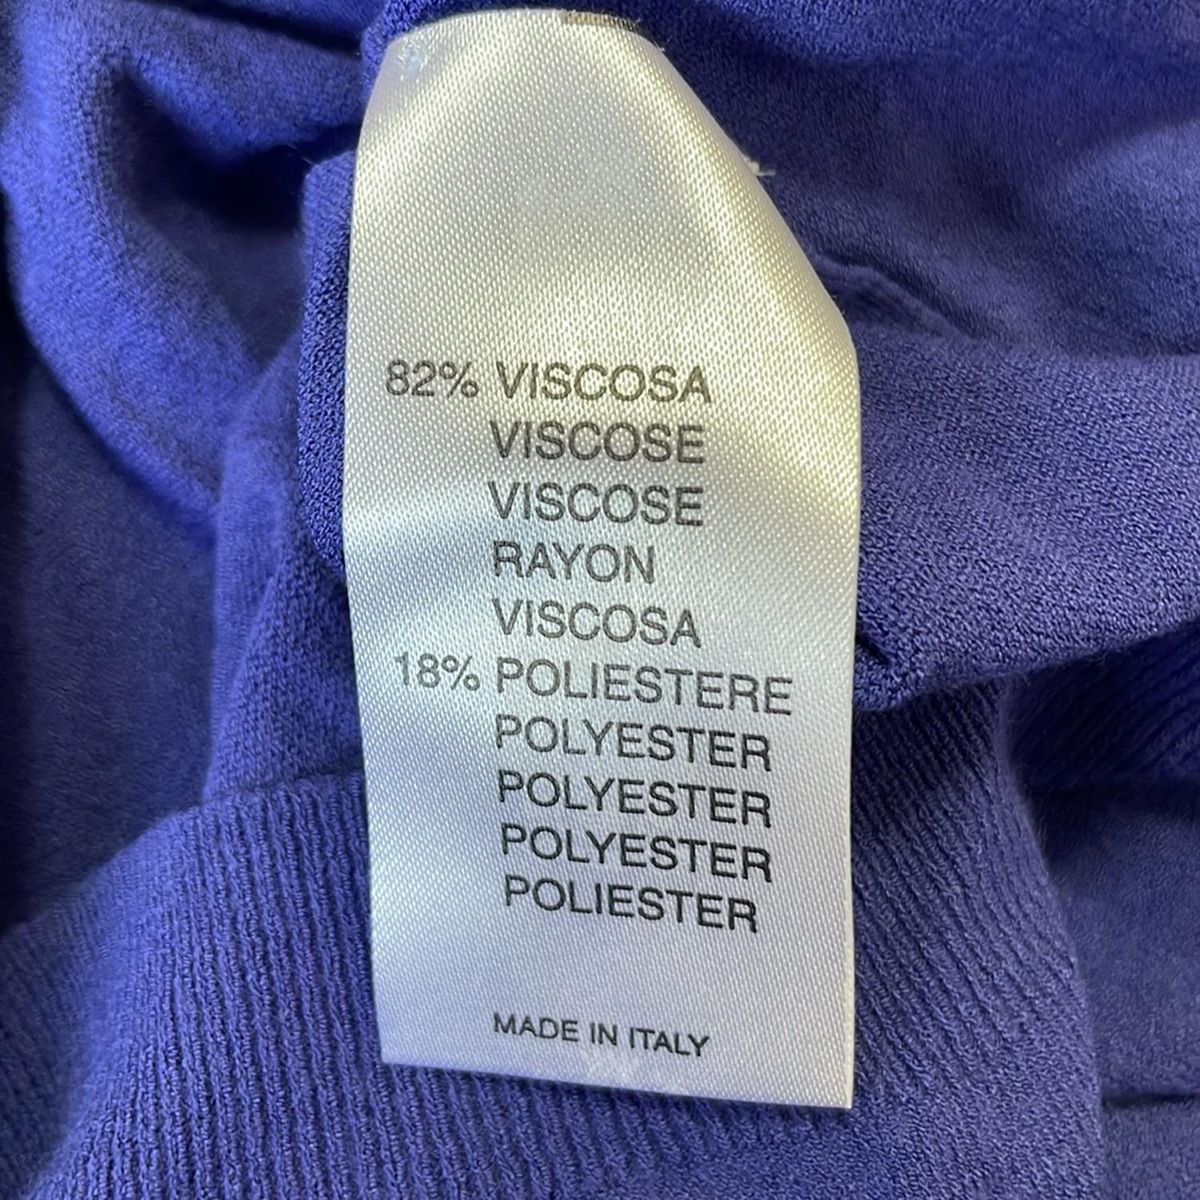 82% VISCOSA
VISCOSE
VISCOSE
RAYON
VISCOSA
18% POLIESTERE
POLYESTER
POLYESTER
POLYESTER
POLIESTER
MADE IN ITALY